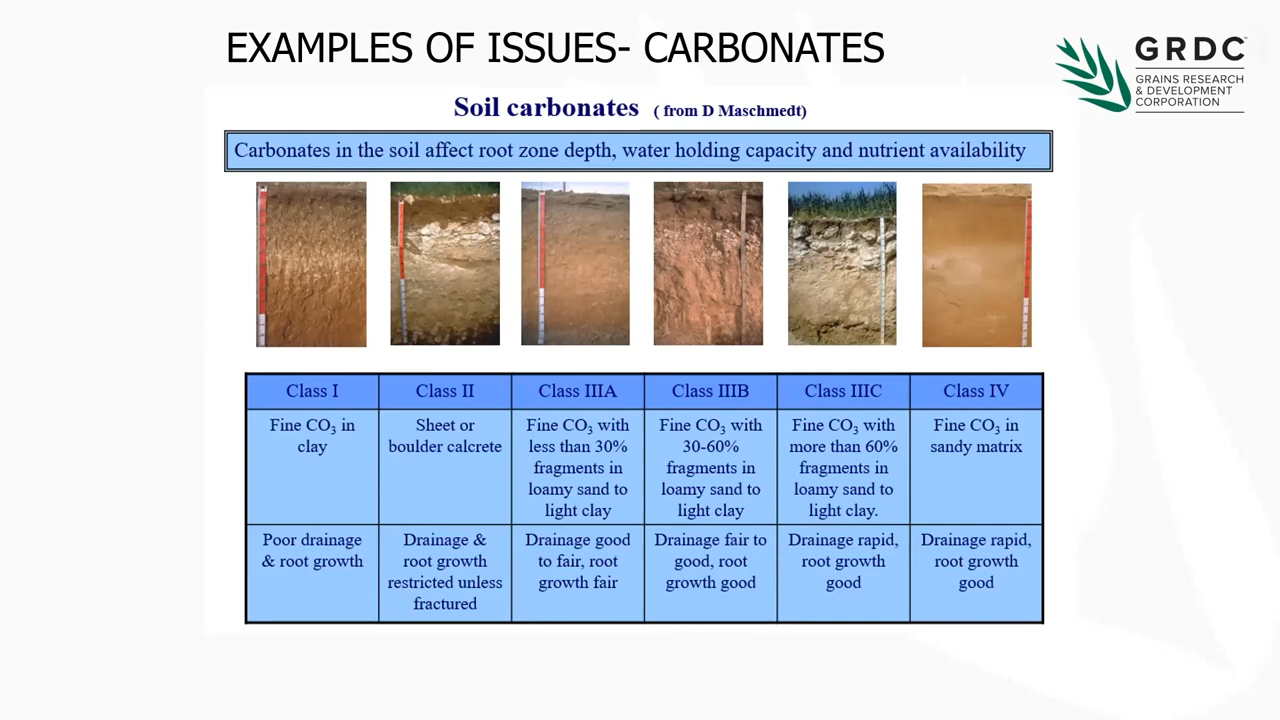 EXAMPLES OF ISSUES- CARBONATES
GRDC™
GRAINS RESEARCH
& DEVELOPMENT
CORPORATION
Soil carbonates ( from D Maschmedt)
Carbonates in the soil affect root zone depth, water holding capacity and nutrient availability
Class I
Class II
Class IIIA
Class IIIB
Class IIIC
Class IV
Fine CO3 in
clay
Sheet or
boulder calcrete
Fine CO3 with
less than 30%
fragments in
loamy sand to
light clay
Fine CO3 with
30-60%
fragments in
loamy sand to
light clay
Fine CO3 with
more than 60%
fragments in
loamy sand to
light clay.
Fine CO3 in
sandy matrix
Poor drainage
& root growth
Drainage &
root growth
restricted unless
fractured
Drainage good
to fair, root
growth fair
Drainage fair to
good, root
growth good
Drainage rapid,
root growth
good
Drainage rapid,
root growth
good